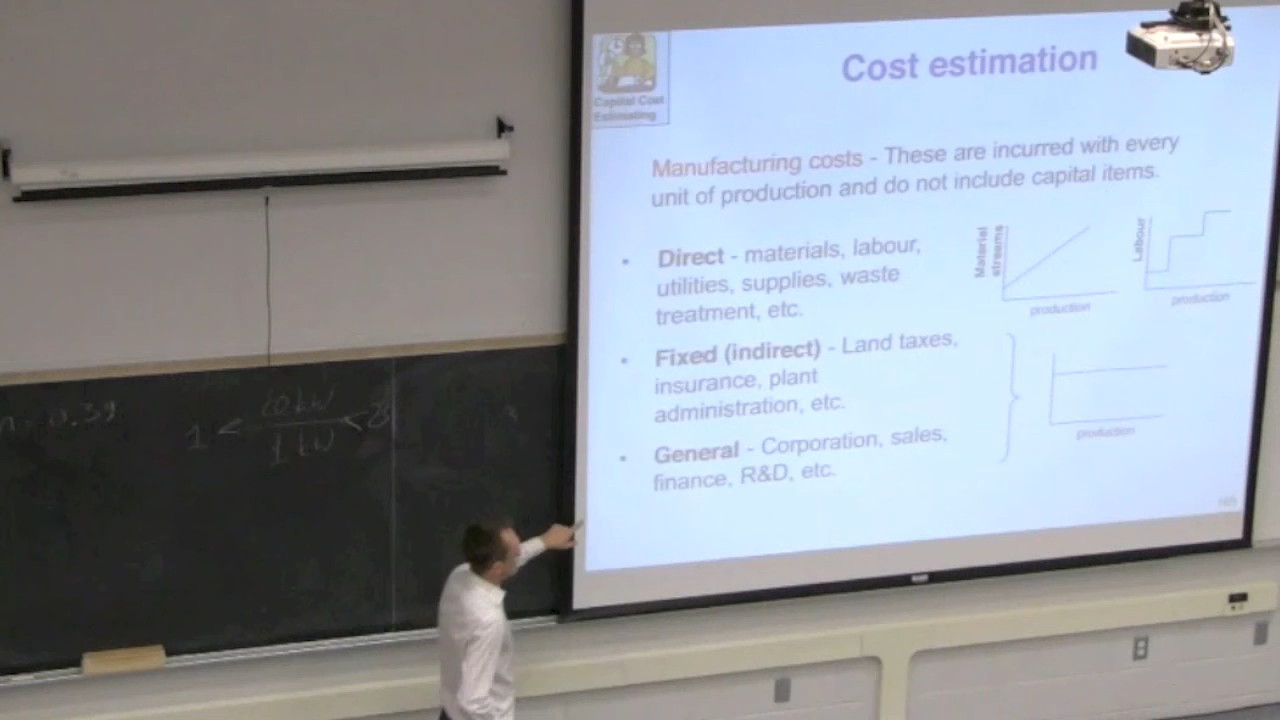 Capital Cost
Estimating
Cost estimation
Manufacturing costs - These are incurred with every
unit of production and do not include capital items.
• Direct - materials, labour,
utilities, supplies, waste
treatment, etc.
Material
streams
production
Labour
production
• Fixed (indirect) - Land taxes,
insurance, plant
administration, etc.
• General - Corporation, sales,
finance, R&D, etc.
production